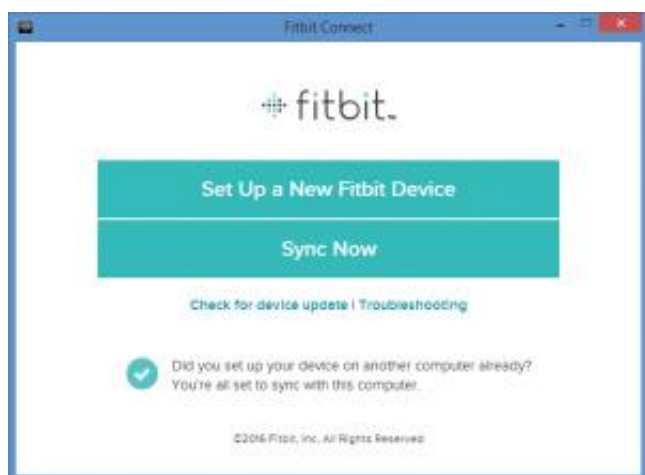 Fitbit Connect
fitbit™
Set Up a New Fitbit Device
Sync Now
Check for device update | Troubleshooting
Did you set up your device on another computer already?
You're all set to sync with this computer.
©2016 Fitbit, Inc. All Rights Reserved